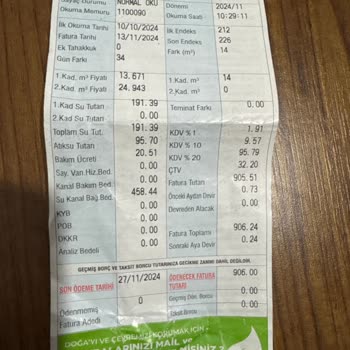 Sayaç Durumu NORMAL OKU
Okuma Memuru 1100090
Dönemi 2024/11
Okuma Saati 10:29:11
İlk Okuma Tarihi 10/10/2024
Fatura Tarihi 13/11/2024
Ek Tahakkuk 0
Gün Farkı 34
İlk Endeks 212
Son Endeks 226
Fark (m³) 14
1.Kad. m³ Fiyatı 13.671
2.Kad. m³ Fiyatı 24.943
1.Kad. m³ 14
2.Kad. m³ 0
1.Kad Su Tutarı 191.39
2.Kad Su Tutarı 0.00
Toplam Su Tut. 191.39
Atıksu Tutarı 95.70
Bakım Ücreti 20.51
Say. Van Hiz.Bed. 0.00
Kanal Bakım Bed. 0.00
Su Kanal Bağ.Bed. 458.44
KYB 0.00
POB 0.00
DKKR 0.00
Analiz Bedeli 0.00
Teminat Farkı 0.00
KDV % 1 1.91
KDV % 10 9.57
KDV % 20 95.79
ÇTV 32.20
Fatura Tutarı 905.51
Önceki Aydan Devir 0.73
Devreden Alacak 0.00
Fatura Toplamı 906.24
Sonraki Aya Devir 0.24
GEÇMİŞ BORÇ VE TAKSİT BORCU TUTARINIZA GECİKME ZAMMI DAHİL DEĞİLDİR.
SON ÖDEME TARİHİ 27/11/2024
Ödenmemiş Fatura Adedi 0
ÖDENECEK FATURA TUTARI 906.00
Geçmiş Dön. Borcu 0.00
Taksit Borcu 0.00
DOĞA'YI VE ÇEVREYİ KORUMAK İÇİN
MAİL ve